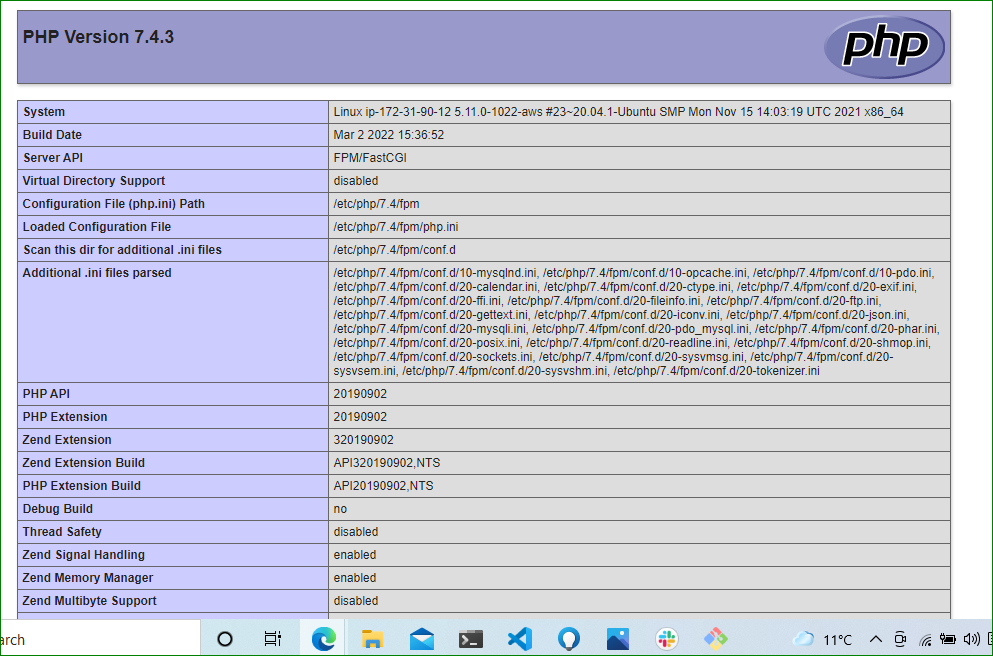 PHP Version 7.4.3
php
System Linux ip-172-31-90-12 5.11.0-1022-aws #23~20.04.1-Ubuntu SMP Mon Nov 15 14:03:19 UTC 2021 x86_64
Build Date Mar 2 2022 15:36:52
Server API FPM/FastCGI
Virtual Directory Support disabled
Configuration File (php.ini) Path /etc/php/7.4/fpm
Loaded Configuration File /etc/php/7.4/fpm/php.ini
Scan this dir for additional .ini files /etc/php/7.4/fpm/conf.d
Additional .ini files parsed /etc/php/7.4/fpm/conf.d/10-mysqlnd.ini, /etc/php/7.4/fpm/conf.d/10-opcache.ini, /etc/php/7.4/fpm/conf.d/10-pdo.ini,
/etc/php/7.4/fpm/conf.d/20-calendar.ini, /etc/php/7.4/fpm/conf.d/20-ctype.ini, /etc/php/7.4/fpm/conf.d/20-exif.ini,
/etc/php/7.4/fpm/conf.d/20-ffi.ini, /etc/php/7.4/fpm/conf.d/20-fileinfo.ini, /etc/php/7.4/fpm/conf.d/20-ftp.ini,
/etc/php/7.4/fpm/conf.d/20-gettext.ini, /etc/php/7.4/fpm/conf.d/20-iconv.ini, /etc/php/7.4/fpm/conf.d/20-json.ini,
/etc/php/7.4/fpm/conf.d/20-mysqli.ini, /etc/php/7.4/fpm/conf.d/20-pdo_mysql.ini, /etc/php/7.4/fpm/conf.d/20-phar.ini,
/etc/php/7.4/fpm/conf.d/20-posix.ini, /etc/php/7.4/fpm/conf.d/20-readline.ini, /etc/php/7.4/fpm/conf.d/20-shmop.ini,
/etc/php/7.4/fpm/conf.d/20-sockets.ini, /etc/php/7.4/fpm/conf.d/20-sysvmsg.ini, /etc/php/7.4/fpm/conf.d/20-
sysvsem.ini, /etc/php/7.4/fpm/conf.d/20-sysvshm.ini, /etc/php/7.4/fpm/conf.d/20-tokenizer.ini
PHP API 20190902
PHP Extension 20190902
Zend Extension 320190902
Zend Extension Build API320190902,NTS
PHP Extension Build API20190902,NTS
Debug Build no
Thread Safety disabled
Zend Signal Handling enabled
Zend Memory Manager enabled
Zend Multibyte Support disabled
arch 11°C